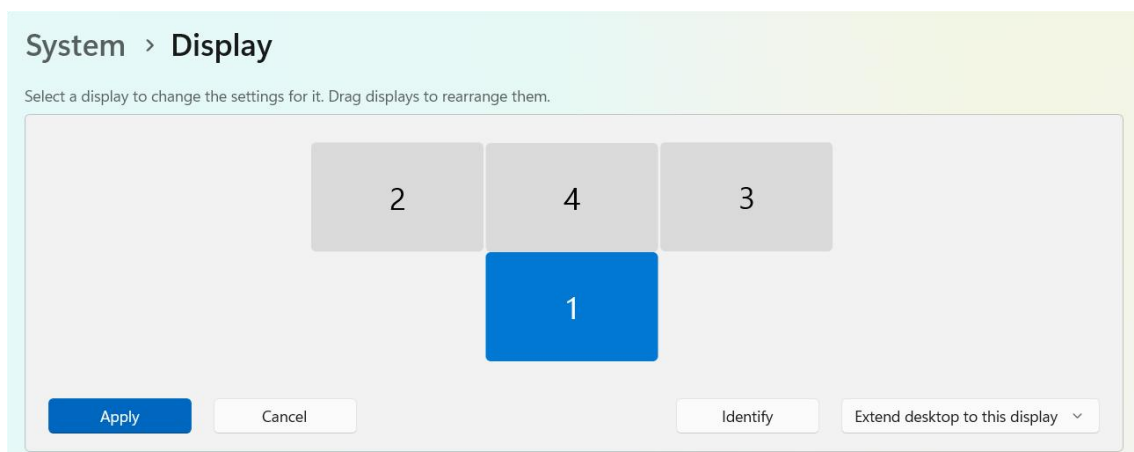 System > Display
Select a display to change the settings for it. Drag displays to rearrange them.
2 4 3
1
Apply Cancel Identify Extend desktop to this display